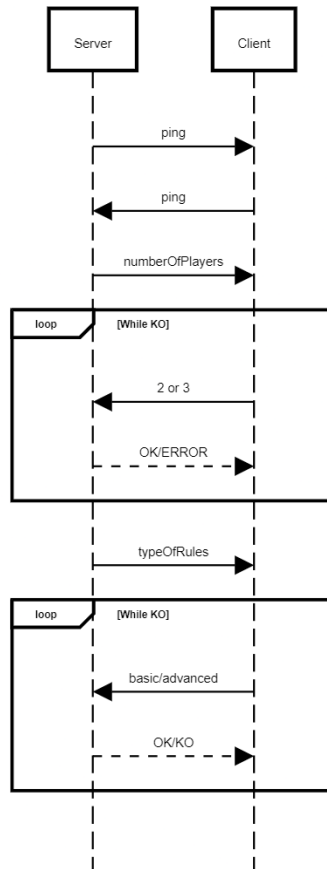 Server
Client
ping
ping
numberOfPlayers
loop
[While KO]
2 or 3
OK/ERROR
typeOfRules
loop
[While KO]
basic/advanced
OK/KO